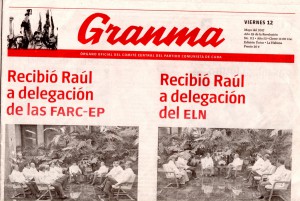 Granma
VIERNES 12
ÓRGANO OFICIAL DEL COMITÉ CENTRAL DEL PARTIDO COMUNISTA DE CUBA
Recibió Raúl
a delegación
de las FARC-EP
Recibió Raúl
a delegación
del ELN